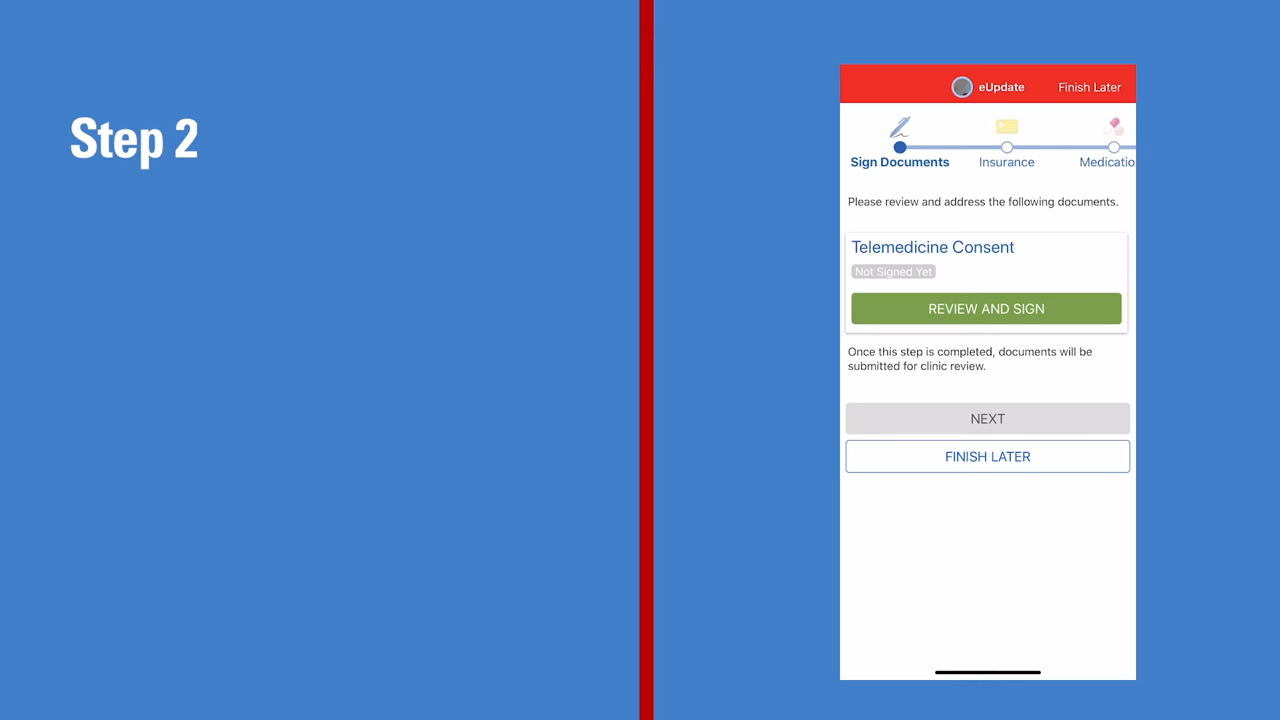 Step 2
eUpdate
Finish Later
Sign Documents
Insurance
Medicatio
Please review and address the following documents.
Telemedicine Consent
Not Signed Yet
REVIEW AND SIGN
Once this step is completed, documents will be
submitted for clinic review.
NEXT
FINISH LATER